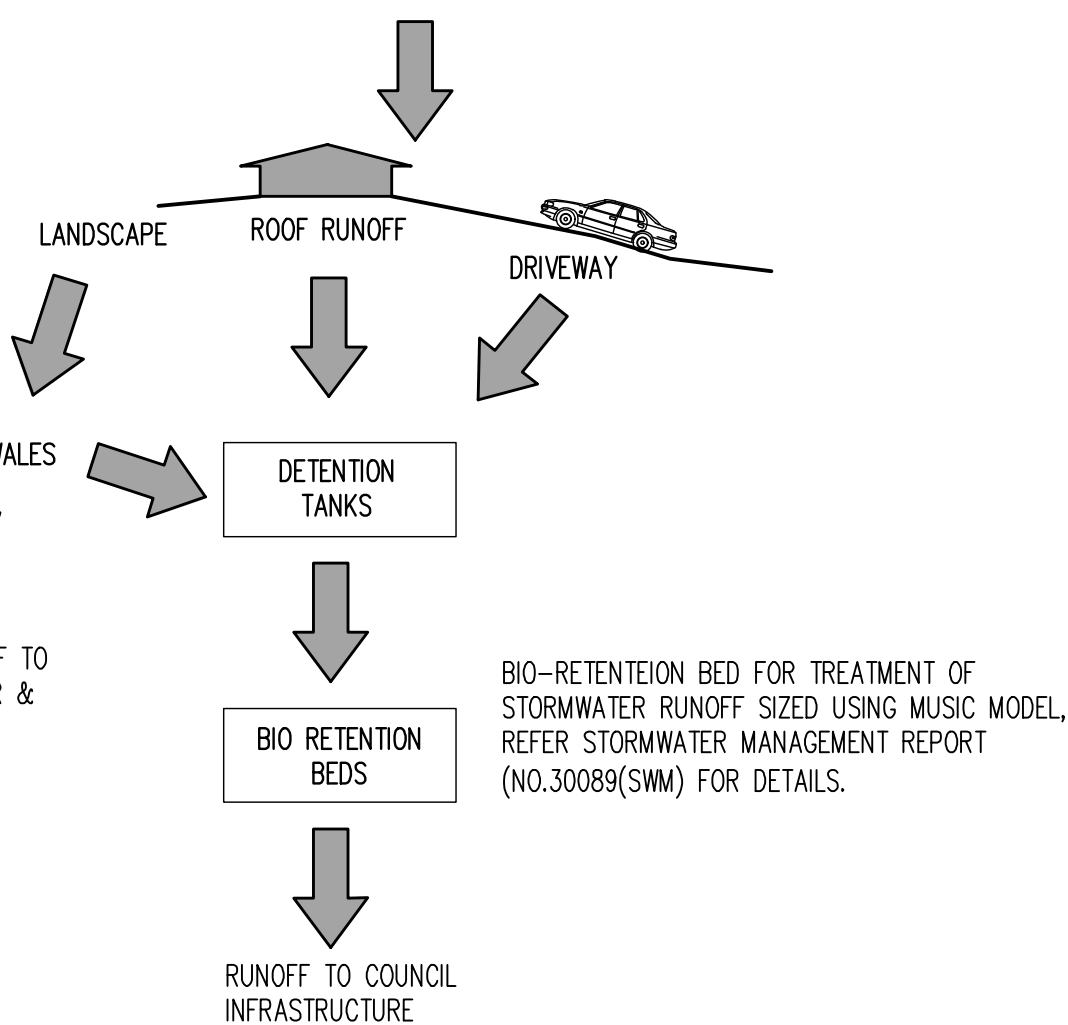 LANDSCAPE
ROOF RUNOFF
DRIVEWAY
DETENTION
TANKS
F TO
&
BIO RETENTION
BEDS
BIO-RETENTEION BED FOR TREATMENT OF
STORMWATER RUNOFF SIZED USING MUSIC MODEL,
REFER STORMWATER MANAGEMENT REPORT
(NO.30089(SWM) FOR DETAILS.
RUNOFF TO COUNCIL
INFRASTRUCTURE